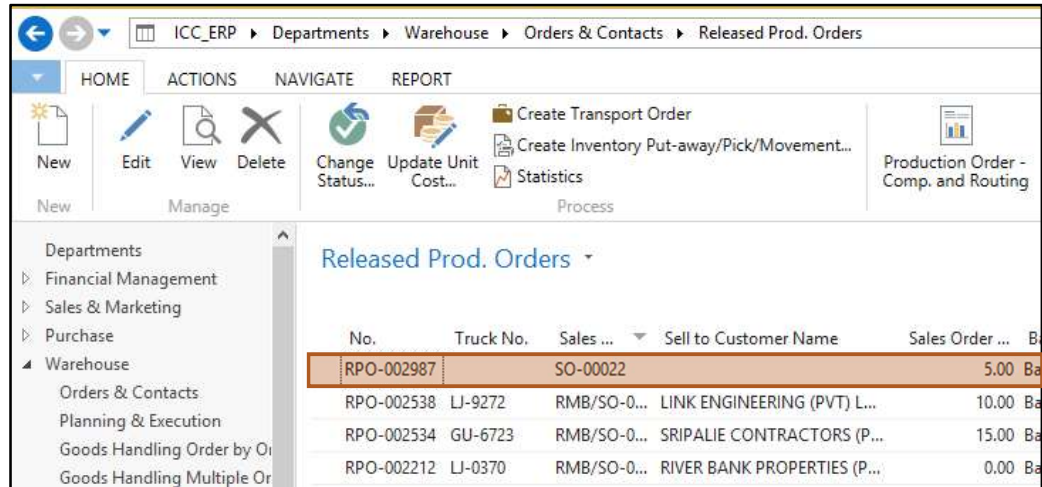 ICC_ERP ▸ Departments ▸ Warehouse ▸ Orders & Contacts ▸ Released Prod. Orders
HOME ACTIONS NAVIGATE REPORT
New Edit View Delete Change Status... Update Unit Cost... Create Transport Order
Create Inventory Put-away/Pick/Movement...
Statistics
Production Order - Comp. and Routing
New Manage Process
Departments
Financial Management
Sales & Marketing
Purchase
Warehouse
Orders & Contacts
Planning & Execution
Goods Handling Order by Or
Goods Handling Multiple Or
Released Prod. Orders
No. Truck No. Sales ... Sell to Customer Name Sales Order ... Ba
RPO-002987 SO-00022 5.00 Ba
RPO-002538 LJ-9272 RMB/SO-0... LINK ENGINEERING (PVT) L... 10.00 Ba
RPO-002534 GU-6723 RMB/SO-0... SRIPALIE CONTRACTORS (P... 15.00 Ba
RPO-002212 LJ-0370 RMB/SO-0... RIVER BANK PROPERTIES (P... 0.00 Ba